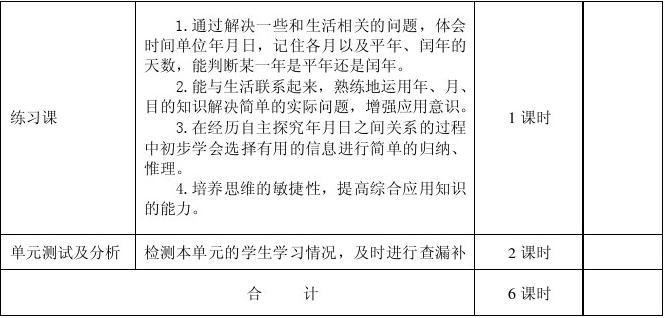 1.通过解决一些和生活相关的问题，体会
时间单位年月日，记住各月以及平年、闰年的
天数，能判断某一年是平年还是闰年。
2.能与生活联系起来，熟练地运用年、月、
目的知识解决简单的实际问题，增强应用意识。
练习课
3.在经历自主探究年月日之间关系的过程
1 课时
中初步学会选择有用的信息进行简单的归纳、
惟理。
4.培养思维的敏捷性，提高综合应用知识
的能力。
单元测试及分析 检测本单元的学生学习情况，及时进行查漏补 2 课时
合 计 6 课时